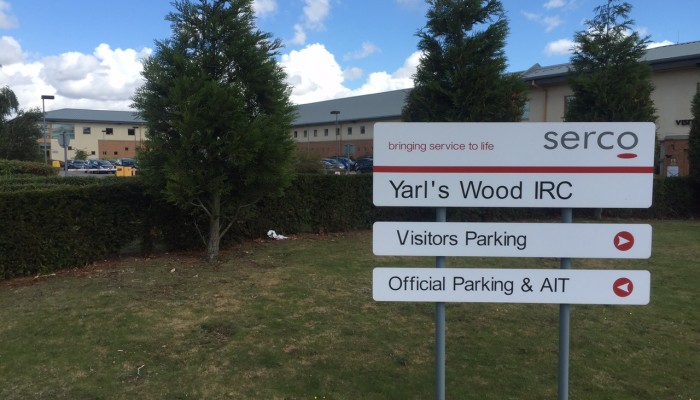 serco
bringing service to life
Yarl's Wood IRC
Visitors Parking
Official Parking & AIT